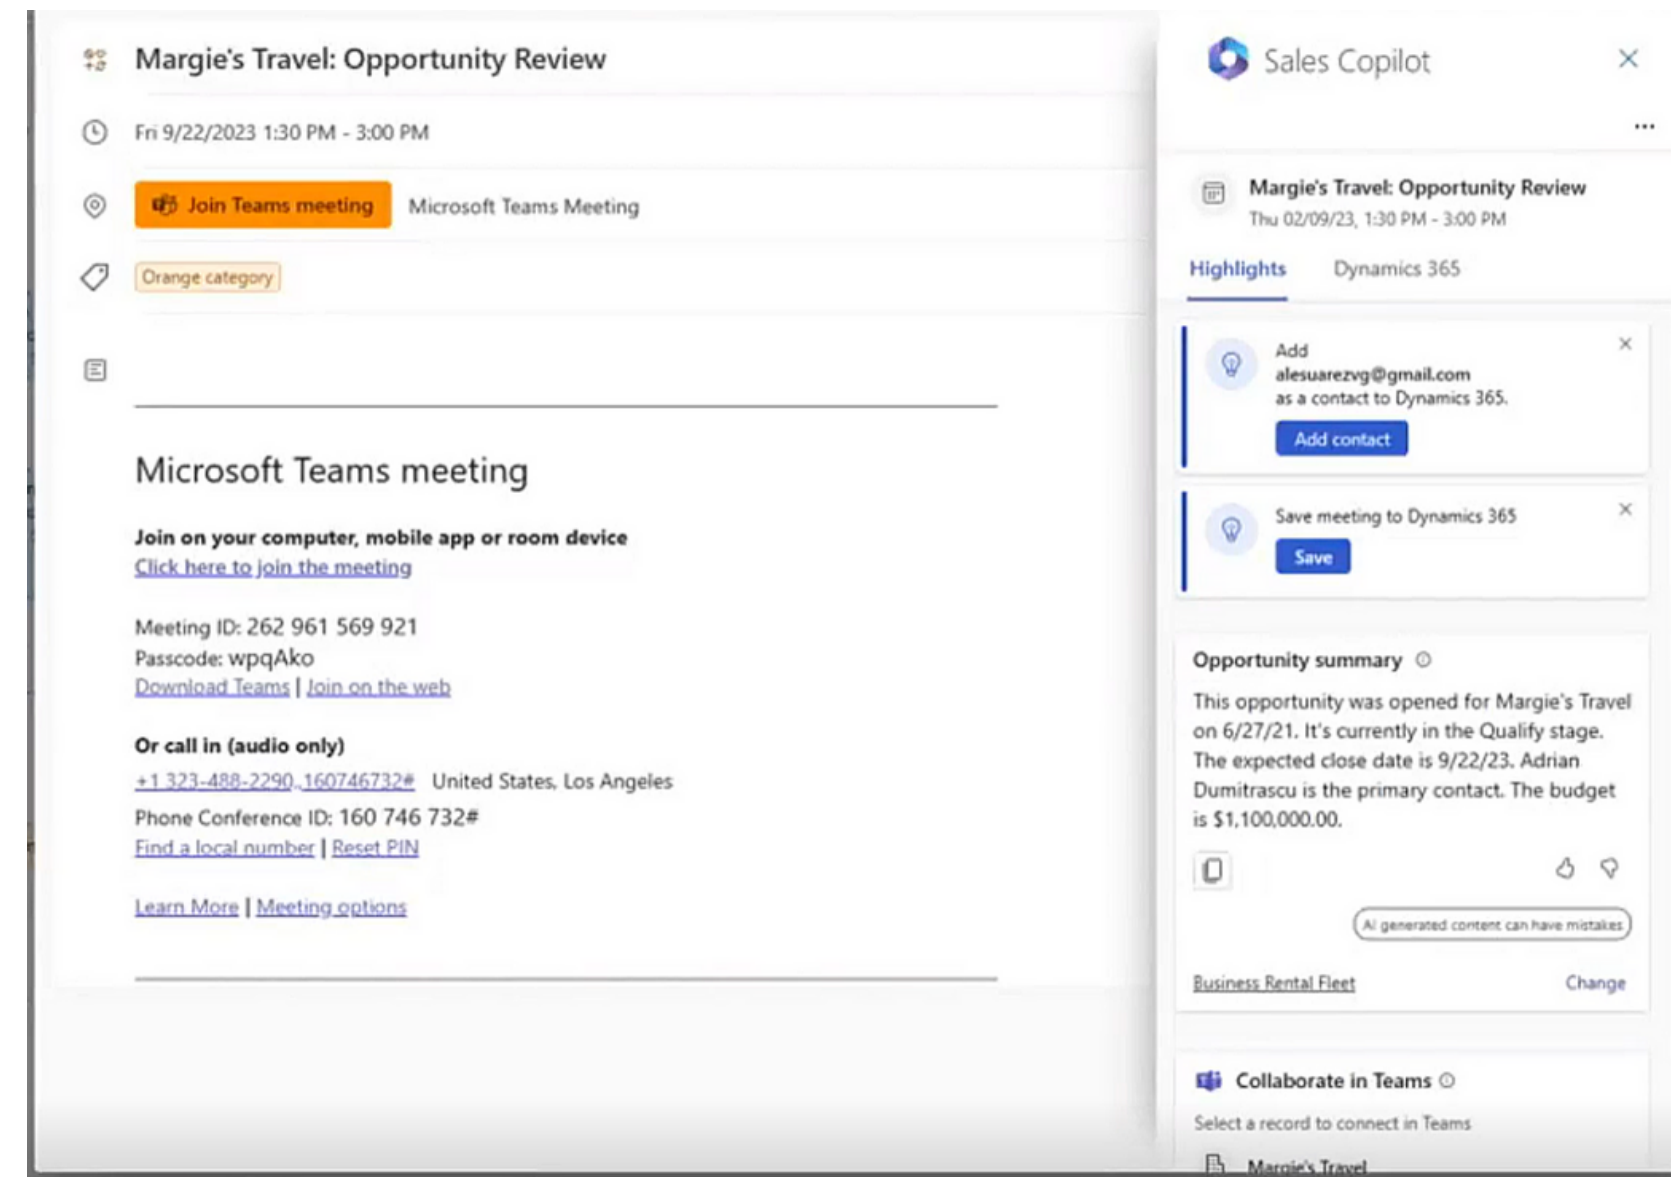 Margie's Travel: Opportunity Review
Fri 9/22/2023 1:30 PM - 3:00 PM
Join Teams meeting Microsoft Teams Meeting
Orange category
Microsoft Teams meeting
Join on your computer, mobile app or room device
Click here to join the meeting
Meeting ID: 262 961 569 921
Passcode: wpqAko
Download Teams | Join on the web
Or call in (audio only)
+1 323-488-2290,,160746732# United States, Los Angeles
Phone Conference ID: 160 746 732#
Find a local number | Reset PIN
Learn More | Meeting options
Sales Copilot
Margie's Travel: Opportunity Review
Thu 02/09/23, 1:30 PM - 3:00 PM
Highlights Dynamics 365
Add
alesuarezvg@gmail.com
as a contact to Dynamics 365.
Add contact
Save meeting to Dynamics 365
Save
Opportunity summary
This opportunity was opened for Margie's Travel
on 6/27/21. It's currently in the Qualify stage.
The expected close date is 9/22/23. Adrian
Dumitrascu is the primary contact. The budget
is $1,100,000.00.
AI generated content can have mistakes
Business Rental Fleet Change
Collaborate in Teams
Select a record to connect in Teams
Margie's Travel